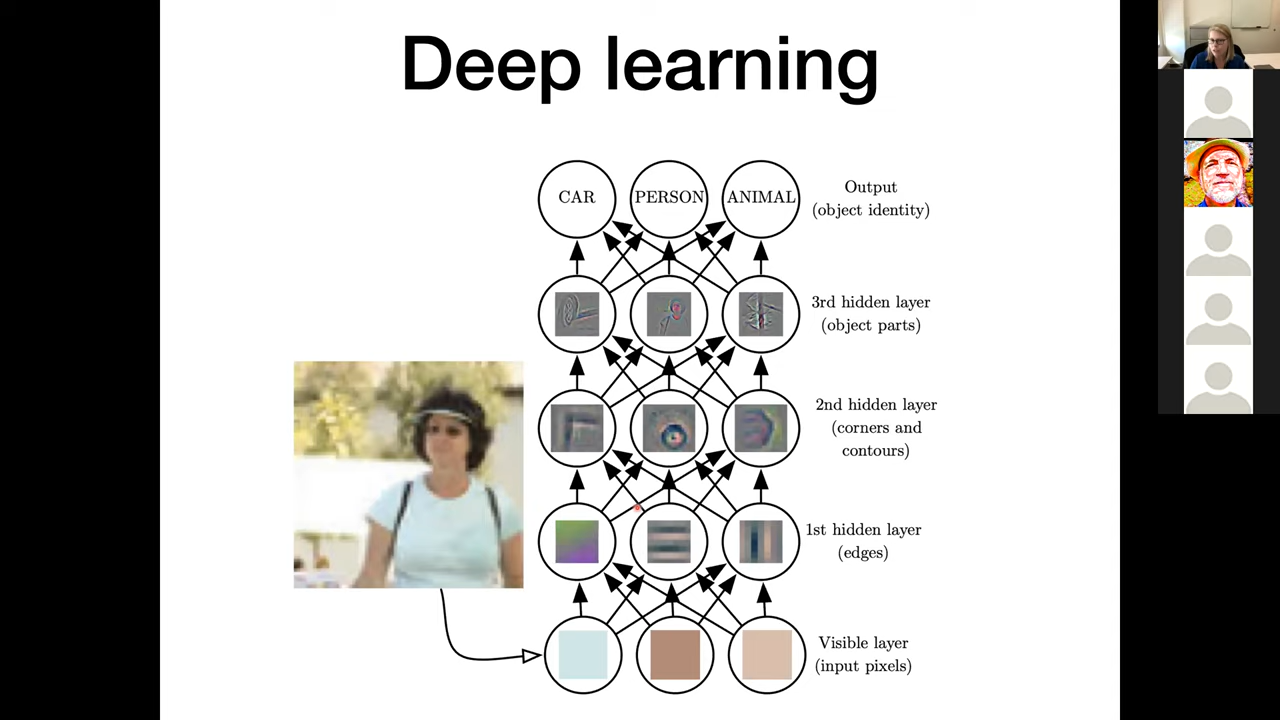 Deep learning
CAR
PERSON
ANIMAL
Output
(object identity)
3rd hidden layer
(object parts)
2nd hidden layer
(corners and
contours)
1st hidden layer
(edges)
Visible layer
(input pixels)